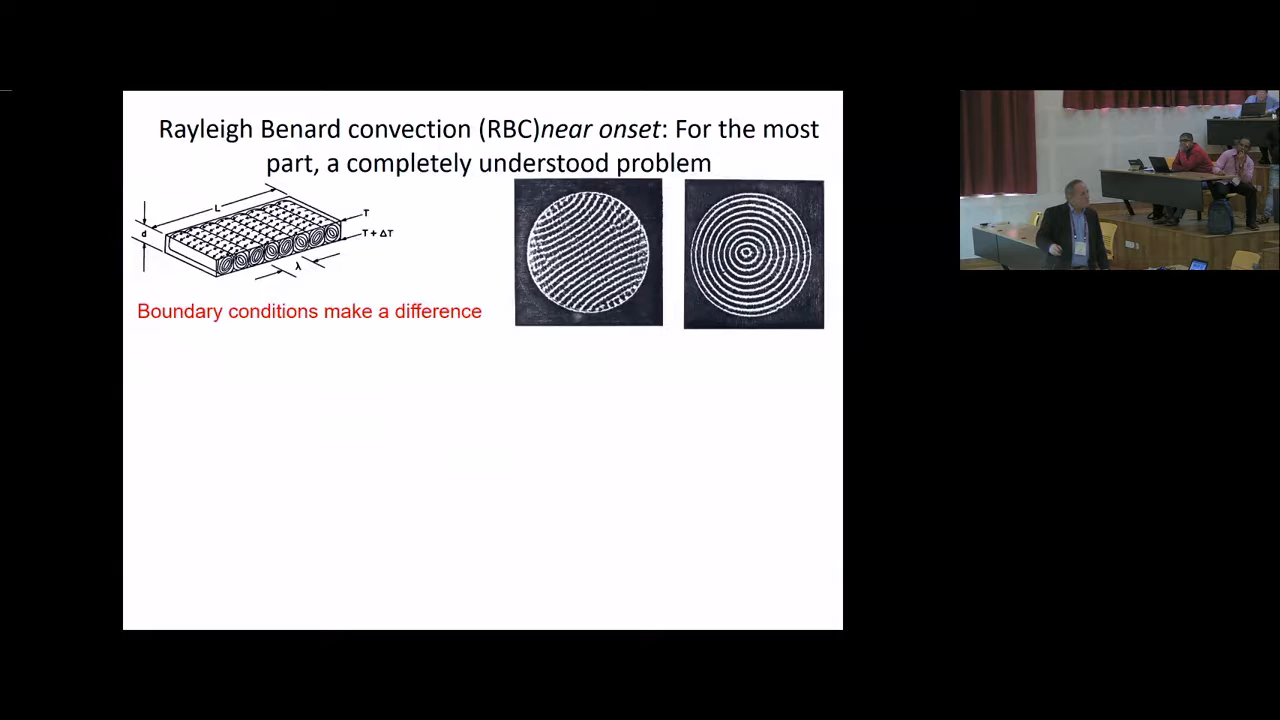 Rayleigh Benard convection (RBC)near onset: For the most
part, a completely understood problem
L
T
d
T + ΔT
λ
Boundary conditions make a difference